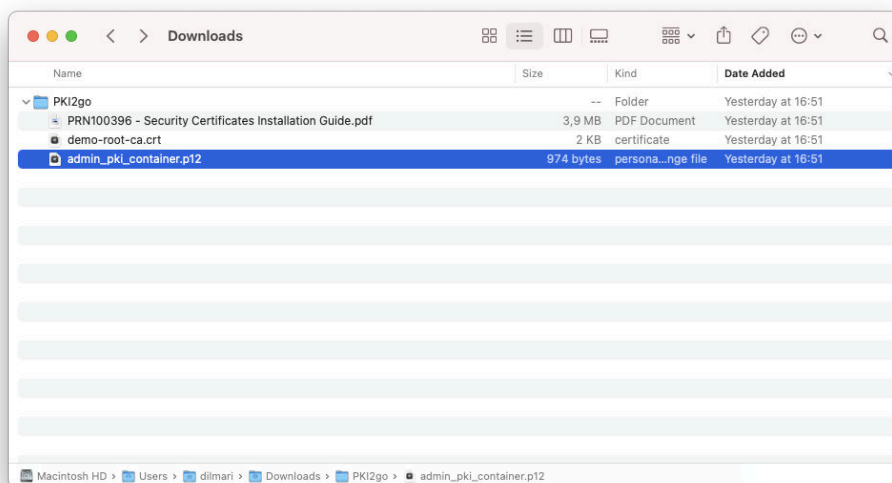 Downloads
Name Size Kind Date Added
PKI2go -- Folder Yesterday at 16:51
PRN100396 - Security Certificates Installation Guide.pdf 3,9 MB PDF Document Yesterday at 16:51
demo-root-ca.crt 2 KB certificate Yesterday at 16:51
admin_pki_container.p12 974 bytes persona...nge file Yesterday at 16:51
Macintosh HD › Users › dilmari › Downloads › PKI2go › admin_pki_container.p12